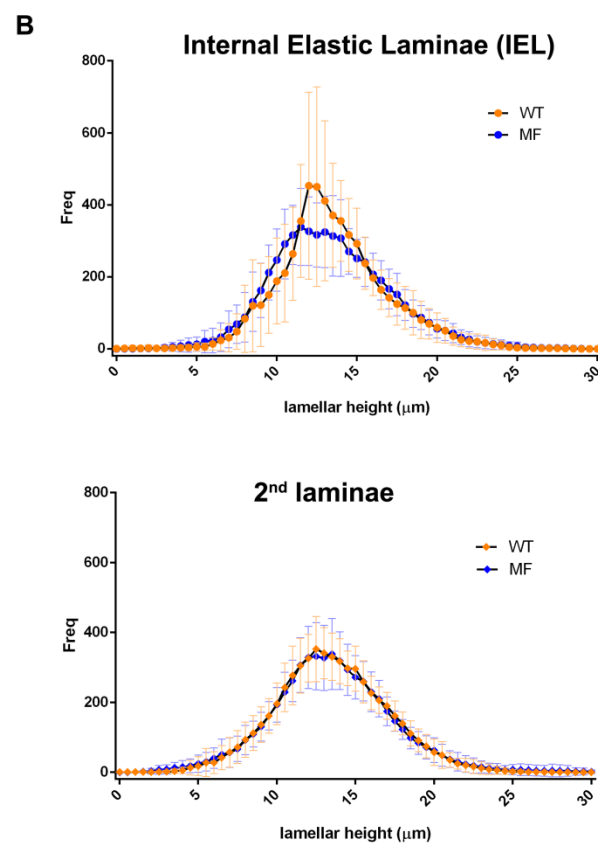 B
Internal Elastic Laminae (IEL)
800
600
400
200
0
Freq
WT
MF
0 5 10 15 20 25 30
lamellar height (μm)
2nd laminae
800
600
400
200
0
Freq
WT
MF
0 5 10 15 20 25 30
lamellar height (μm)